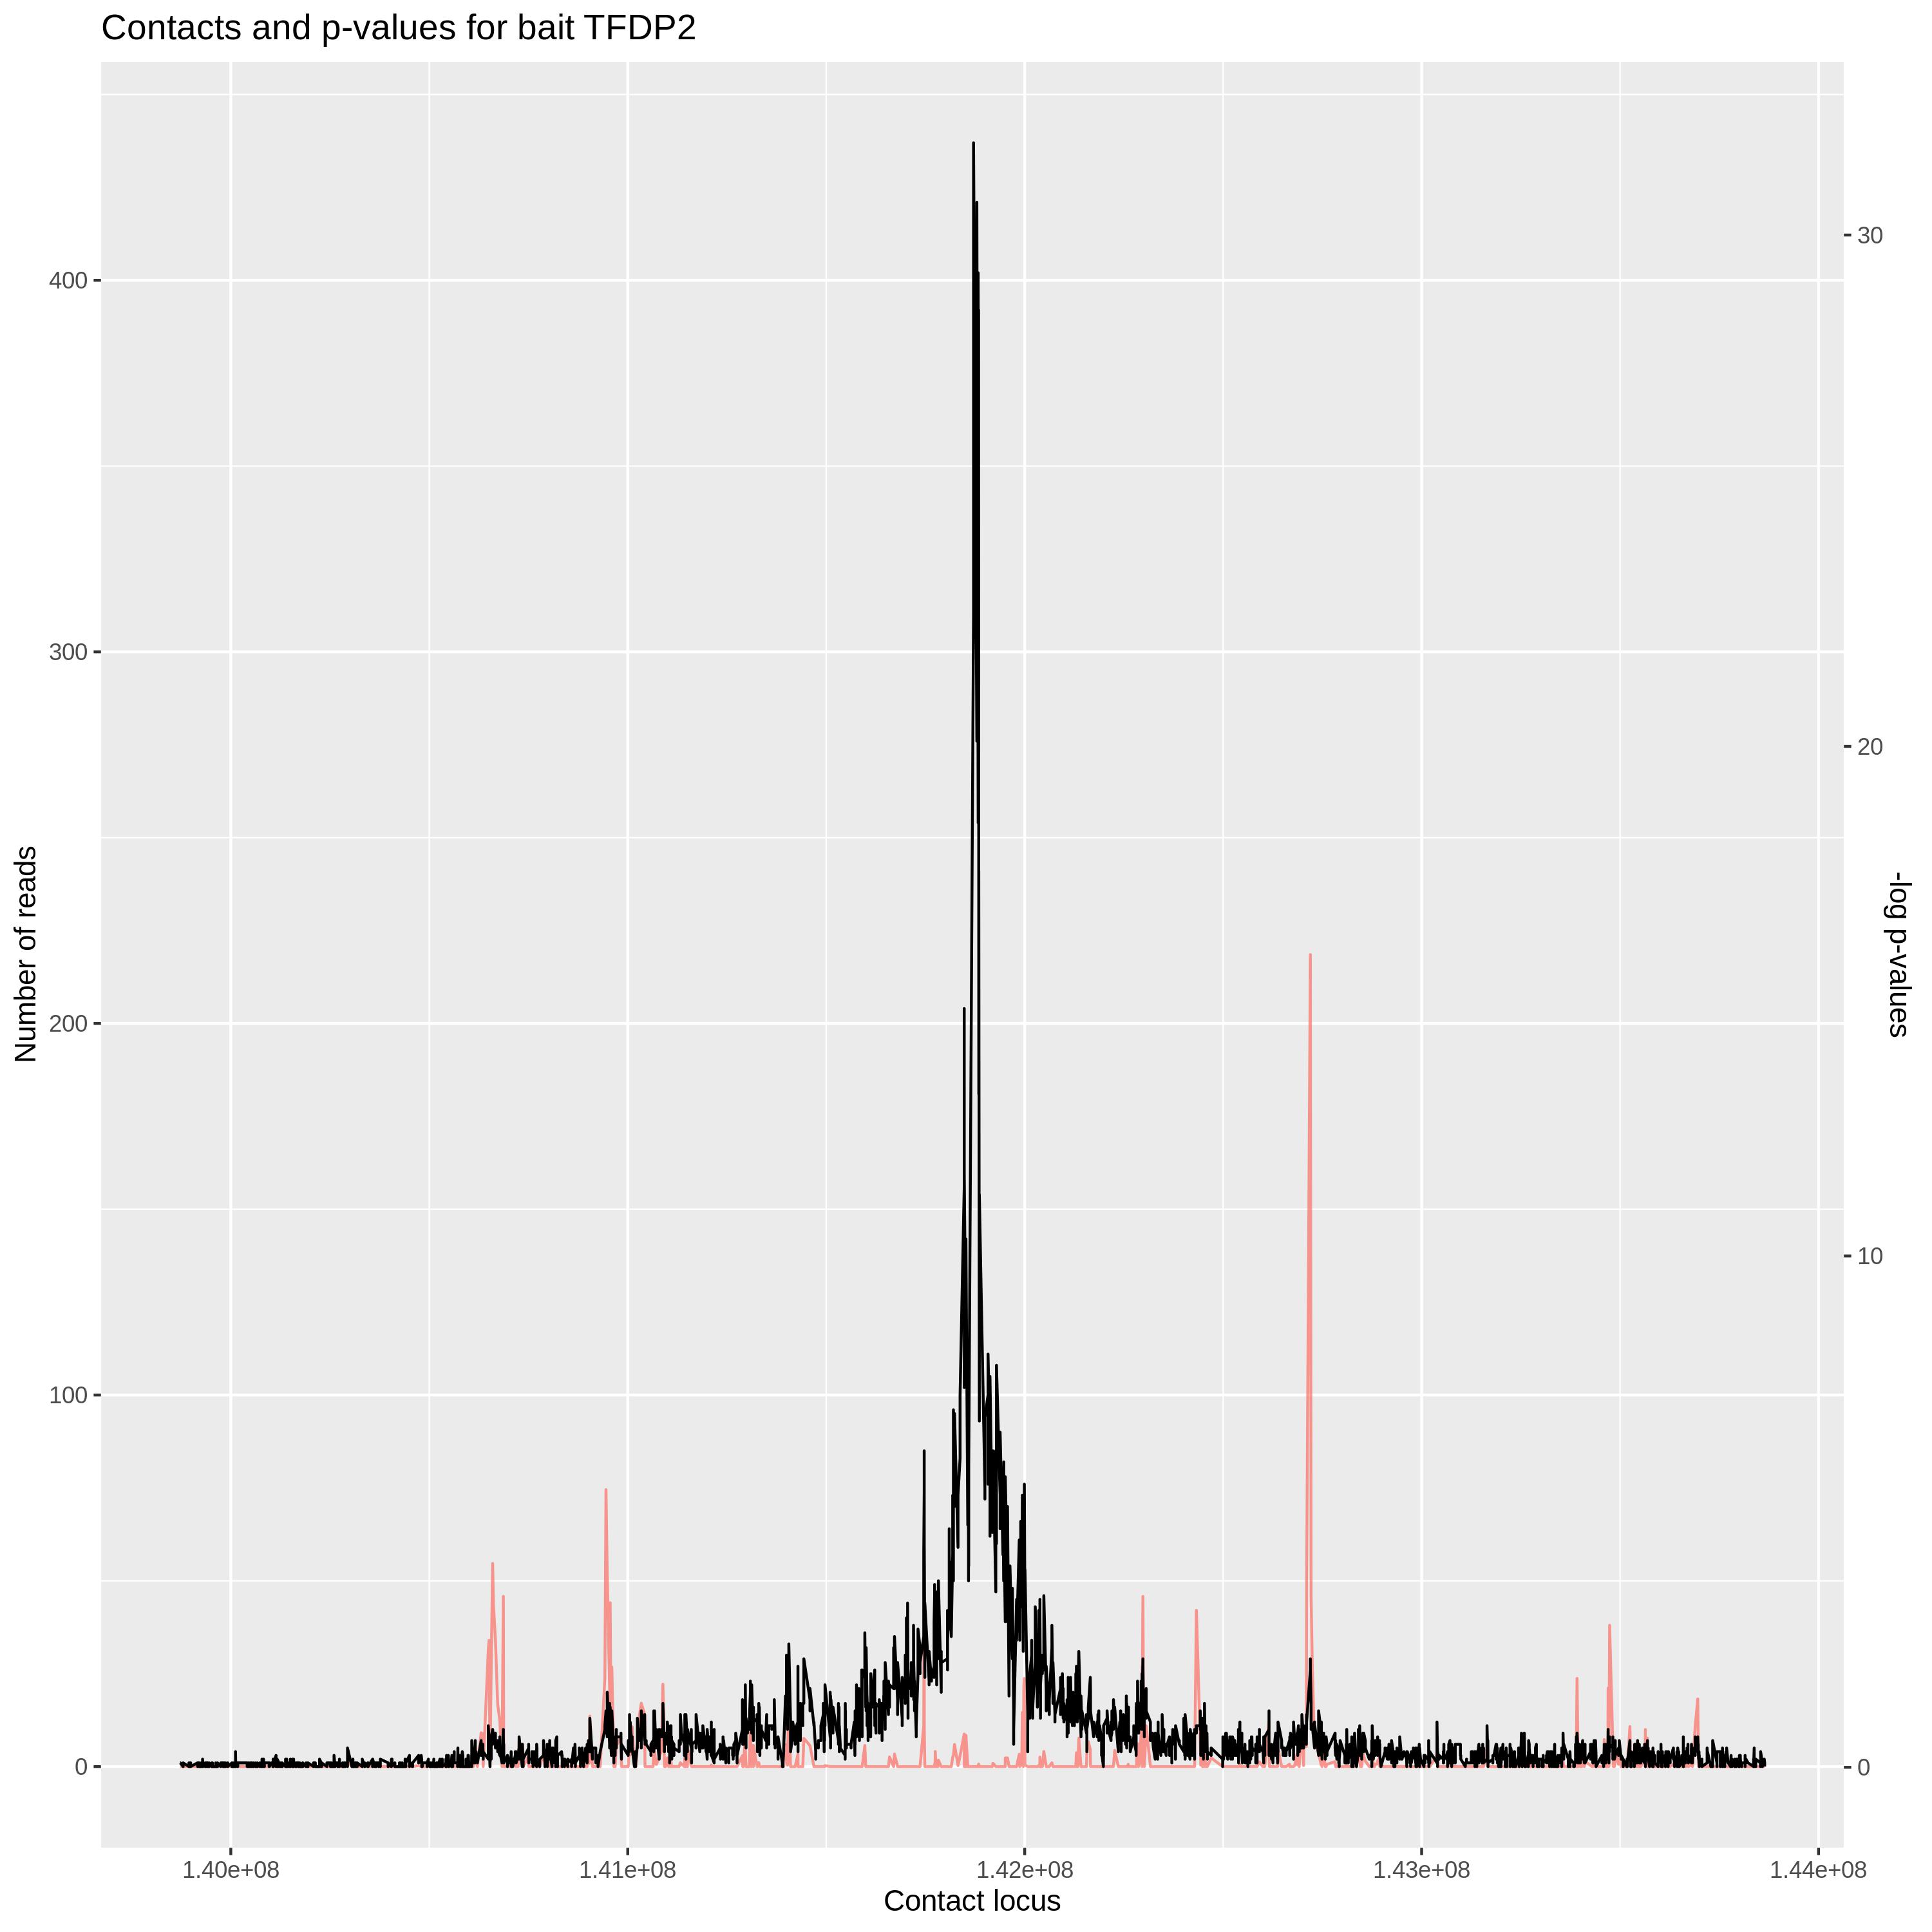 Contacts and p-values for bait TFDP2
Number of reads
400
300
200
100
0
30
20
10
0
-log p-values
1.40e+08
1.41e+08
1.42e+08
1.43e+08
1.44e+08
Contact locus